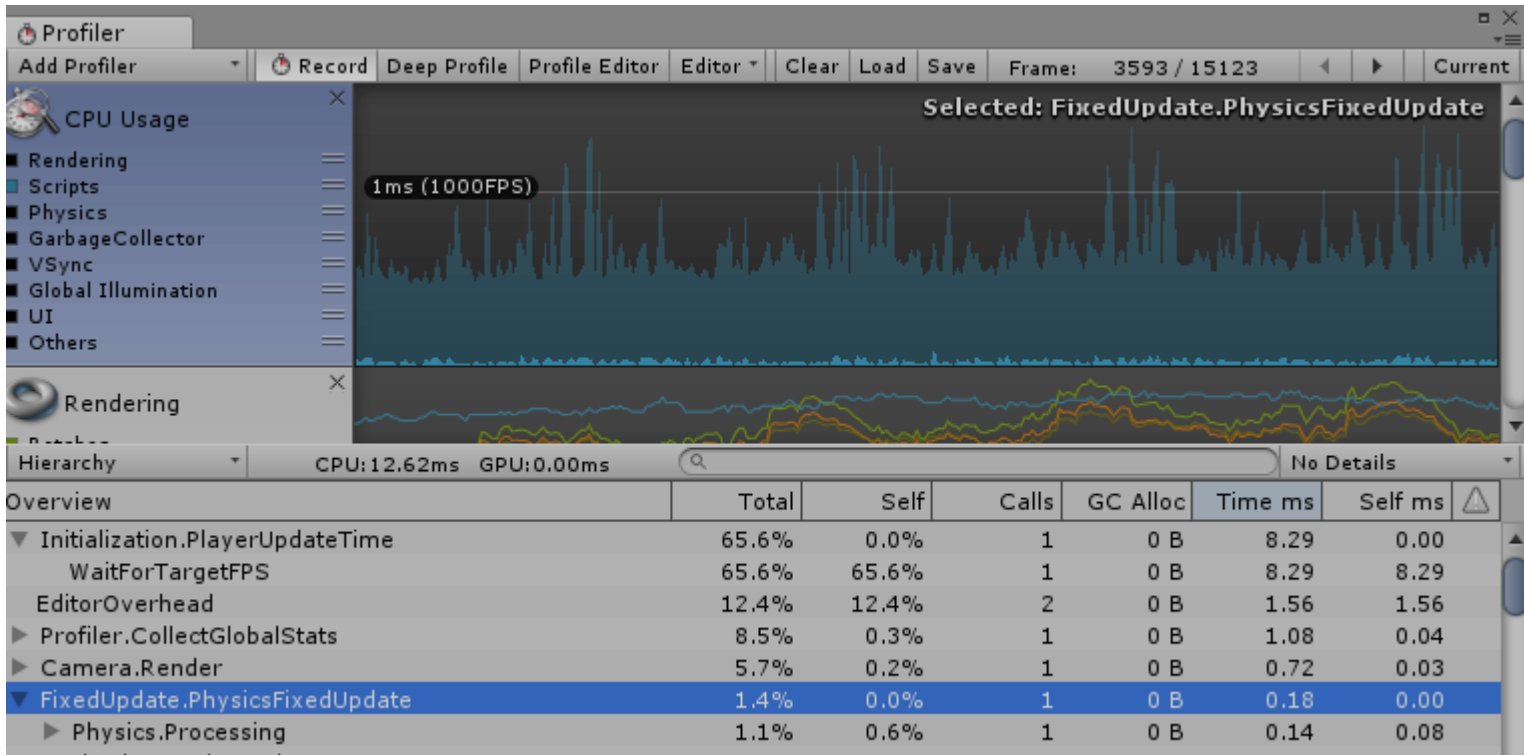 Profiler
Add Profiler Record Deep Profile Profile Editor Editor Clear Load Save Frame: 3593 / 15123 Current
CPU Usage
Selected: FixedUpdate.PhysicsFixedUpdate
Rendering
Scripts
1ms (1000FPS)
Physics
GarbageCollector
VSync
Global Illumination
UI
Others
Rendering
Hierarchy CPU:12.62ms GPU:0.00ms No Details
Overview Total Self Calls GC Alloc Time ms Self ms
Initialization.PlayerUpdateTime 65.6% 0.0% 1 0 B 8.29 0.00
WaitForTargetFPS 65.6% 65.6% 1 0 B 8.29 8.29
EditorOverhead 12.4% 12.4% 2 0 B 1.56 1.56
Profiler.CollectGlobalStats 8.5% 0.3% 1 0 B 1.08 0.04
Camera.Render 5.7% 0.2% 1 0 B 0.72 0.03
FixedUpdate.PhysicsFixedUpdate 1.4% 0.0% 1 0 B 0.18 0.00
Physics.Processing 1.1% 0.6% 1 0 B 0.14 0.08